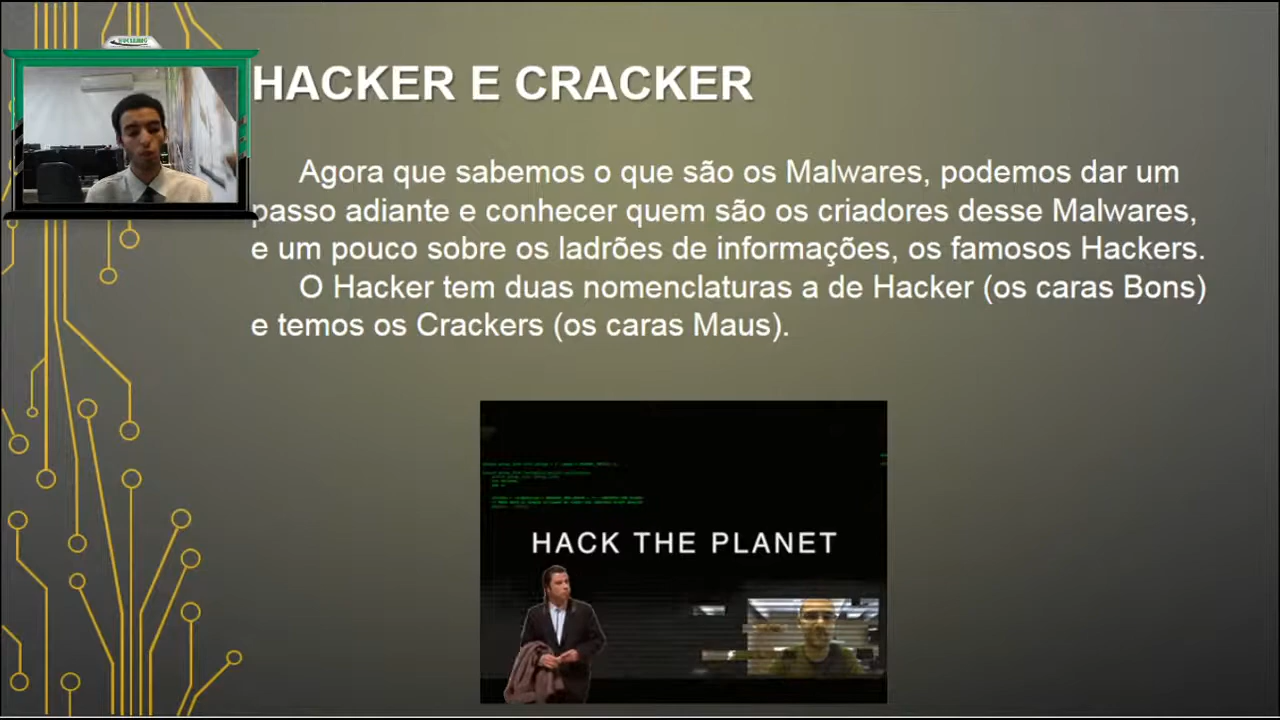 HACKER E CRACKER
Agora que sabemos o que são os Malwares, podemos dar um
passo adiante e conhecer quem são os criadores desse Malwares,
e um pouco sobre os ladrões de informações, os famosos Hackers.
O Hacker tem duas nomenclaturas a de Hacker (os caras Bons)
e temos os Crackers (os caras Maus).
HACK THE PLANET